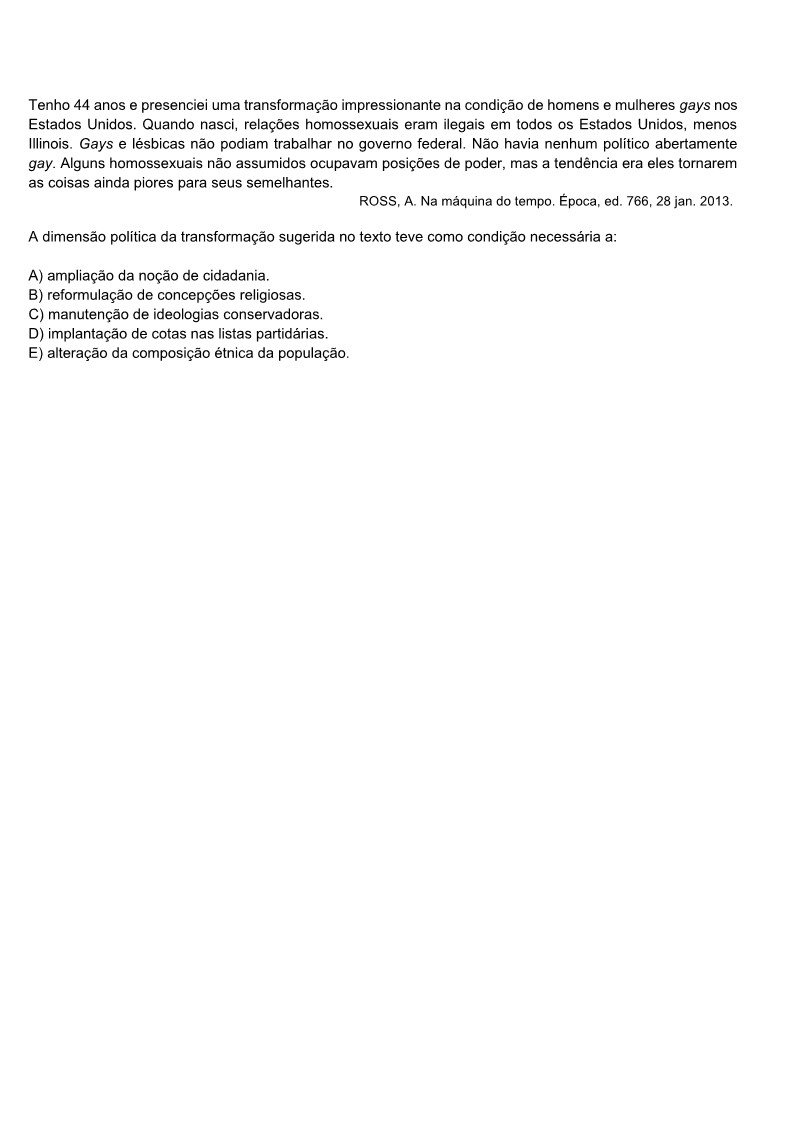 Tenho 44 anos e presenciei uma transformação impressionante na condição de homens e mulheres gays nos
Estados Unidos. Quando nasci, relações homossexuais eram ilegais em todos os Estados Unidos, menos
Illinois. Gays e lésbicas não podiam trabalhar no governo federal. Não havia nenhum político abertamente
gay. Alguns homossexuais não assumidos ocupavam posições de poder, mas a tendência era eles tornarem
as coisas ainda piores para seus semelhantes.
ROSS, A. Na máquina do tempo. Época, ed. 766, 28 jan. 2013.
A dimensão política da transformação sugerida no texto teve como condição necessária a:
A) ampliação da noção de cidadania.
B) reformulação de concepções religiosas.
C) manutenção de ideologias conservadoras.
D) implantação de cotas nas listas partidárias.
E) alteração da composição étnica da população.